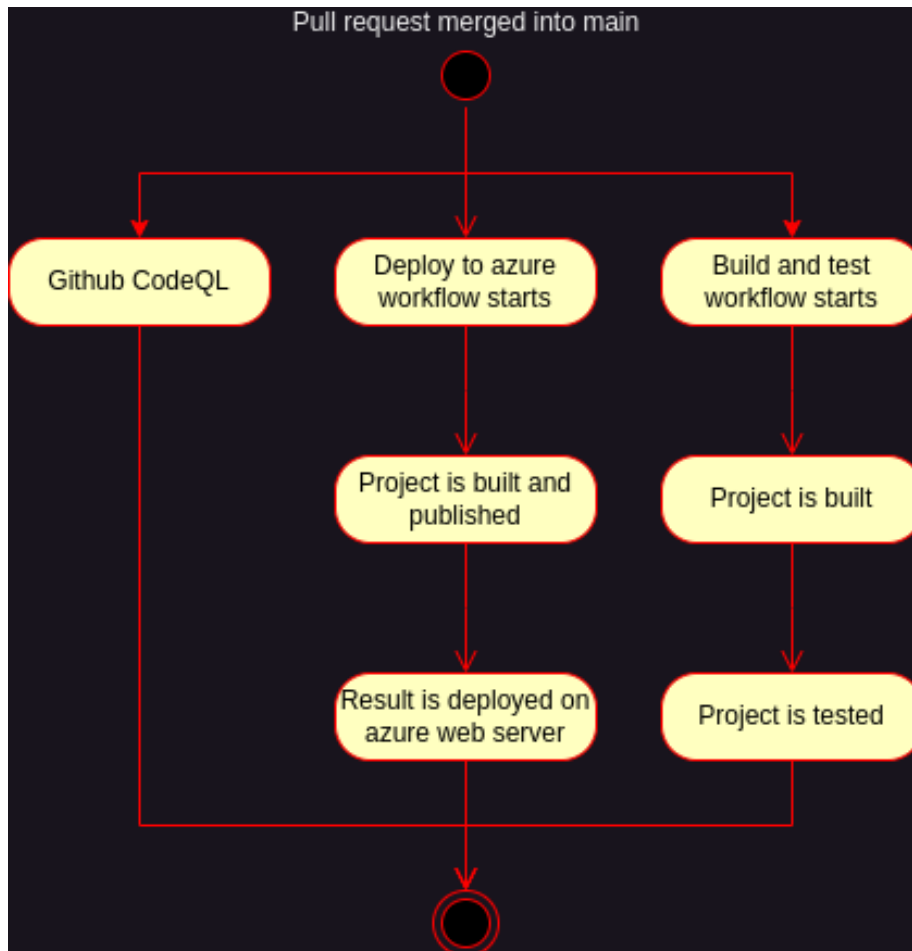 Pull request merged into main
Github CodeQL
Deploy to azure
workflow starts
Build and test
workflow starts
Project is built and
published
Project is built
Result is deployed on
azure web server
Project is tested